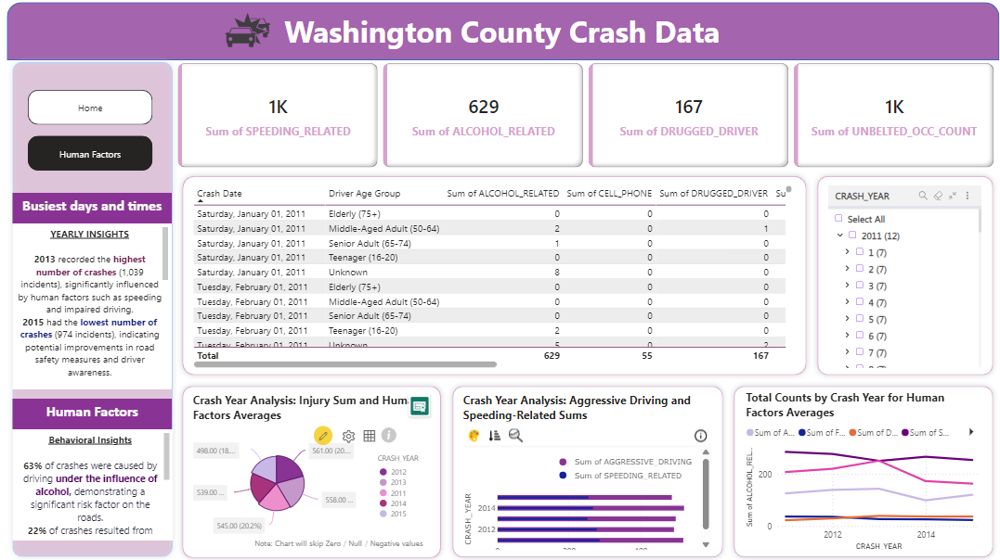 Washington County Crash Data
Home
Human Factors
1K
Sum of SPEEDING_RELATED
629
Sum of ALCOHOL_RELATED
167
Sum of DRUGGED_DRIVER
1K
Sum of UNBELTED_OCC_COUNT
Busiest days and times
YEARLY INSIGHTS
2013 recorded the highest
number of crashes (1,039
incidents), significantly influenced
by human factors such as speeding
and impaired driving.
2015 had the lowest number of
crashes (974 incidents), indicating
potential improvements in road
safety measures and driver
awareness.
Human Factors
Behavioral Insights
63% of crashes were caused by
driving under the influence of
alcohol, demonstrating a
significant risk factor on the
roads.
22% of crashes resulted from
Crash Date Driver Age Group Sum of ALCOHOL_RELATED Sum of CELL_PHONE Sum of DRUGGED_DRIVER Su
Saturday, January 01, 2011 Elderly (75+) 0 0 0
Saturday, January 01, 2011 Middle-Aged Adult (50-64) 2 0 1
Saturday, January 01, 2011 Senior Adult (65-74) 1 0 0
Saturday, January 01, 2011 Teenager (16-20) 0 0 0
Saturday, January 01, 2011 Unknown 8 0 0
Tuesday, February 01, 2011 Elderly (75+) 0 0 0
Tuesday, February 01, 2011 Middle-Aged Adult (50-64) 0 0 0
Tuesday, February 01, 2011 Senior Adult (65-74) 0 0 0
Tuesday, February 01, 2011 Teenager (16-20) 2 0 0
Tuesday, February 01, 2011 Unknown 5 0 2
Total 629 55 167
CRASH_YEAR
Select All
2011 (12)
1 (7)
2 (7)
3 (7)
4 (7)
5 (7)
6 (7)
7 (7)
8 (7)
Crash Year Analysis: Injury Sum and Hum
Factors Averages
498.00 (18....
561.00 (20...
539.00 ...
558.00 ...
545.00 (20.2%)
CRASH_YEAR
2012
2013
2011
2014
2015
Note: Chart will skip Zero / Null / Negative values
Crash Year Analysis: Aggressive Driving and
Speeding-Related Sums
Sum of AGGRESSIVE_DRIVING
Sum of SPEEDING_RELATED
CRASH_YEAR
2014
2012
Total Counts by Crash Year for Human
Factors Averages
Sum of A... Sum of F... Sum of D... Sum of S...
Sum of ALCOHOL_REL...
200
0
2012
2014
CRASH_YEAR